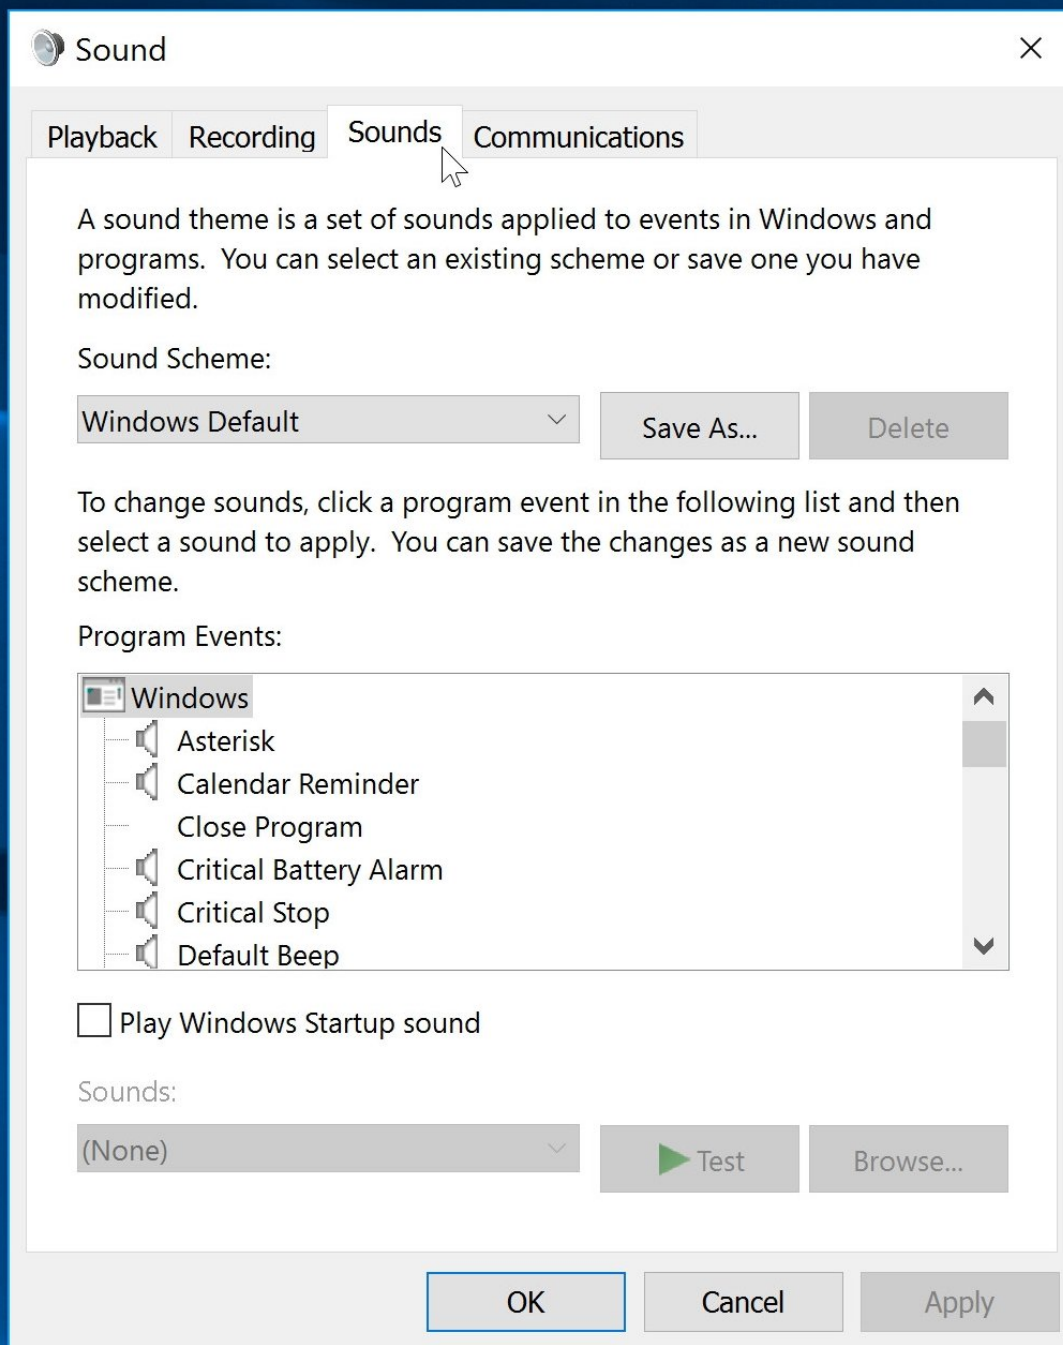 Sound
Playback
Recording
Sounds
Communications
A sound theme is a set of sounds applied to events in Windows and
programs.  You can select an existing scheme or save one you have
modified.
Sound Scheme:
Windows Default
Save As...
Delete
To change sounds, click a program event in the following list and then
select a sound to apply.  You can save the changes as a new sound
scheme.
Program Events:
Windows
Asterisk
Calendar Reminder
Close Program
Critical Battery Alarm
Critical Stop
Default Beep
Play Windows Startup sound
Sounds:
(None)
Test
Browse...
OK
Cancel
Apply